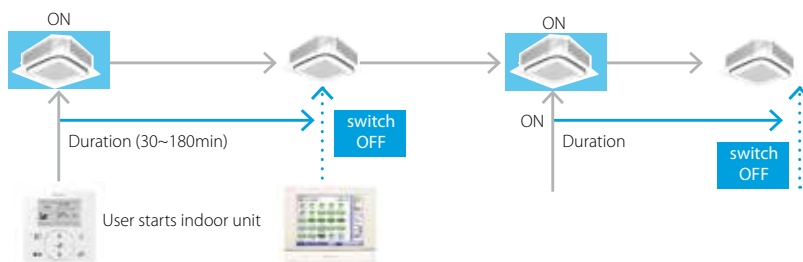 ON
ON
Duration (30~180min)
switch
OFF
ON
Duration
switch
OFF
User starts indoor unit